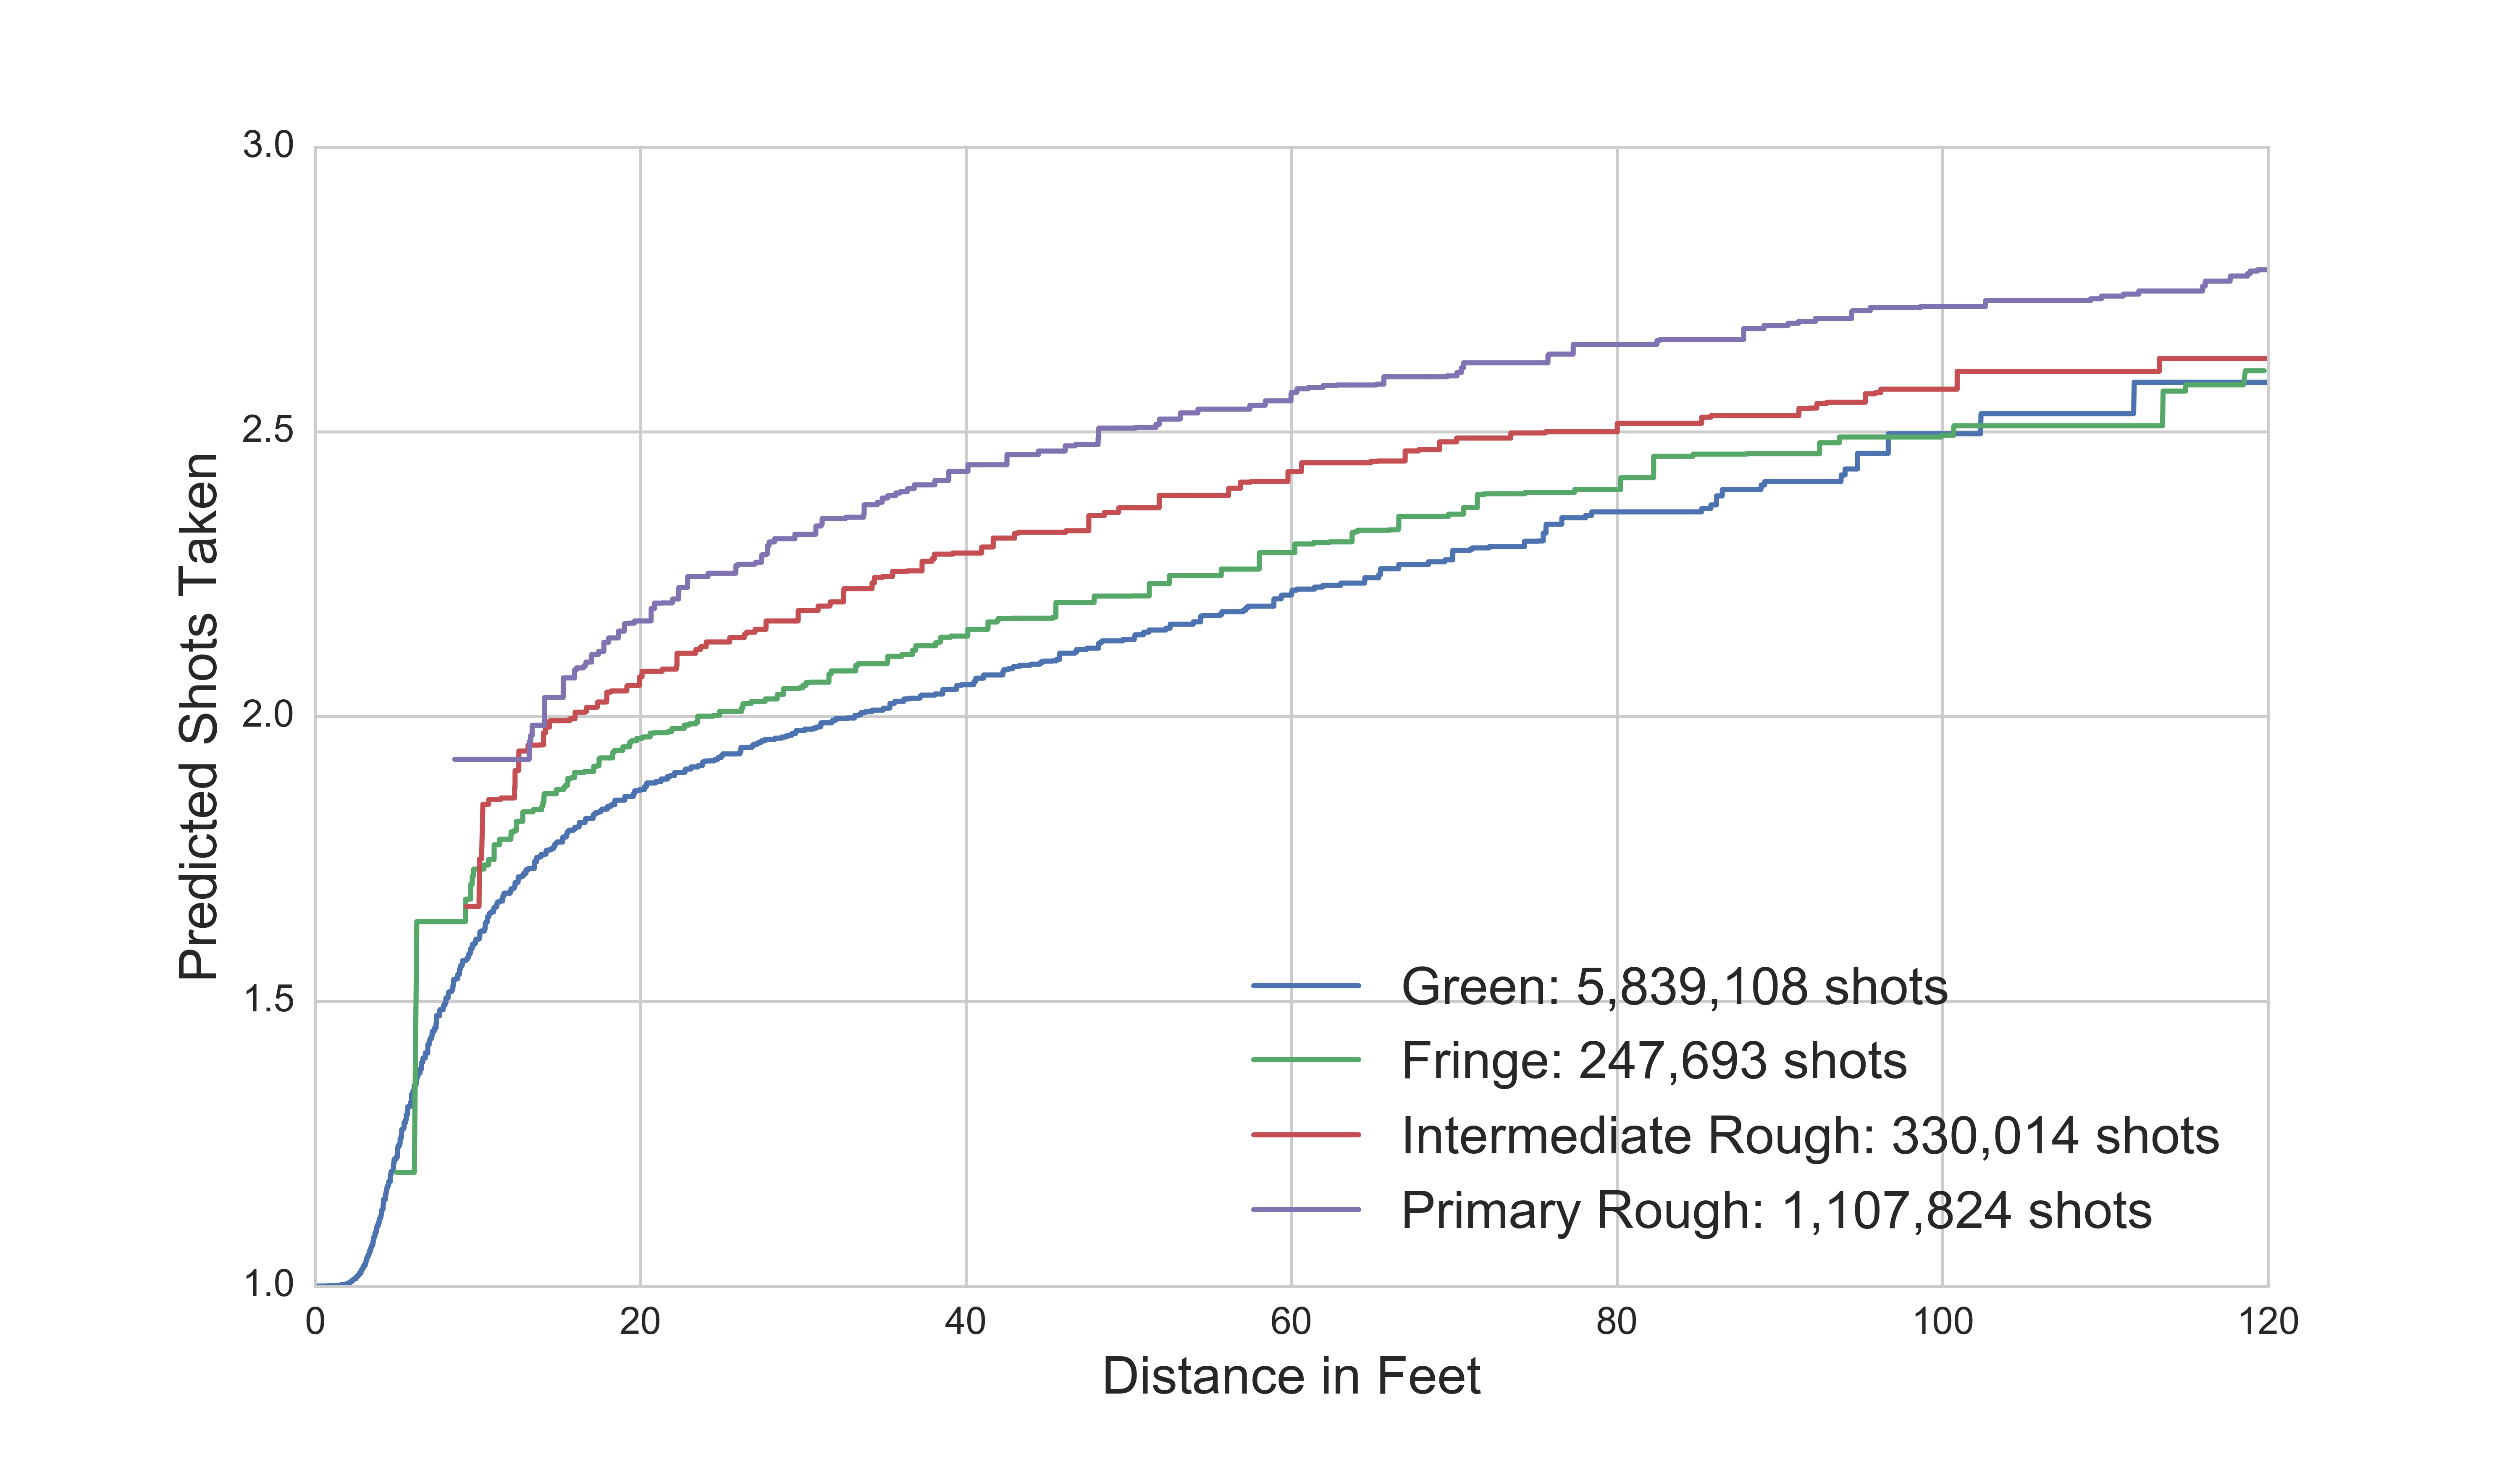 3.0
2.5
2.0
1.5
1.0
Predicted Shots Taken
Green: 5,839,108 shots
Fringe: 247,693 shots
Intermediate Rough: 330,014 shots
Primary Rough: 1,107,824 shots
0 20 40 60 80 100 120
Distance in Feet